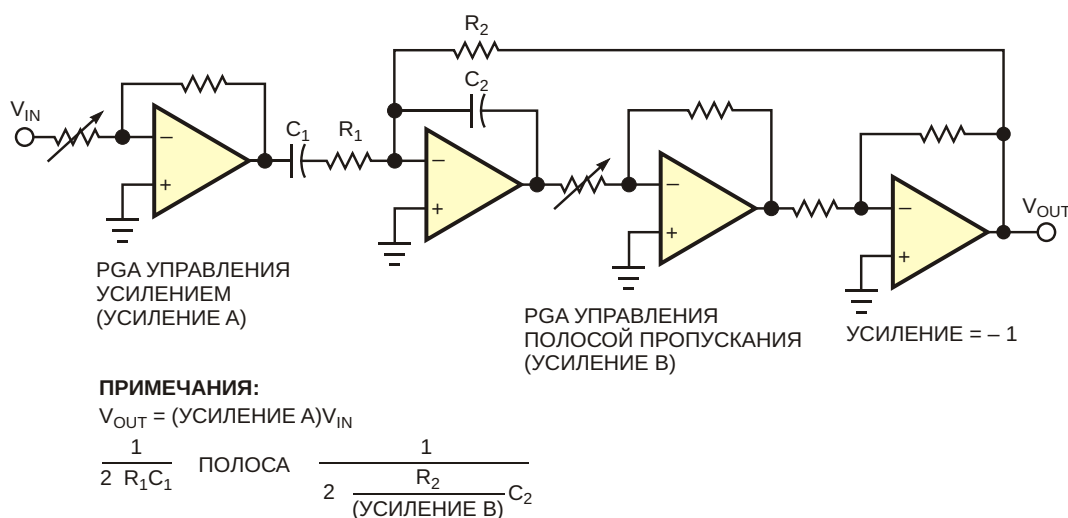 R2
C2
VIN
C1
R1
–
+
–
+
–
+
–
+
VOUT
PGA УПРАВЛЕНИЯ
УСИЛЕНИЕМ
(УСИЛЕНИЕ A)
PGA УПРАВЛЕНИЯ
ПОЛОСОЙ ПРОПУСКАНИЯ
(УСИЛЕНИЕ B)
УСИЛЕНИЕ = – 1
ПРИМЕЧАНИЯ:
VOUT = (УСИЛЕНИЕ A)VIN
1
2 R1C1
ПОЛОСА
1
2
R2
(УСИЛЕНИЕ B)
C2